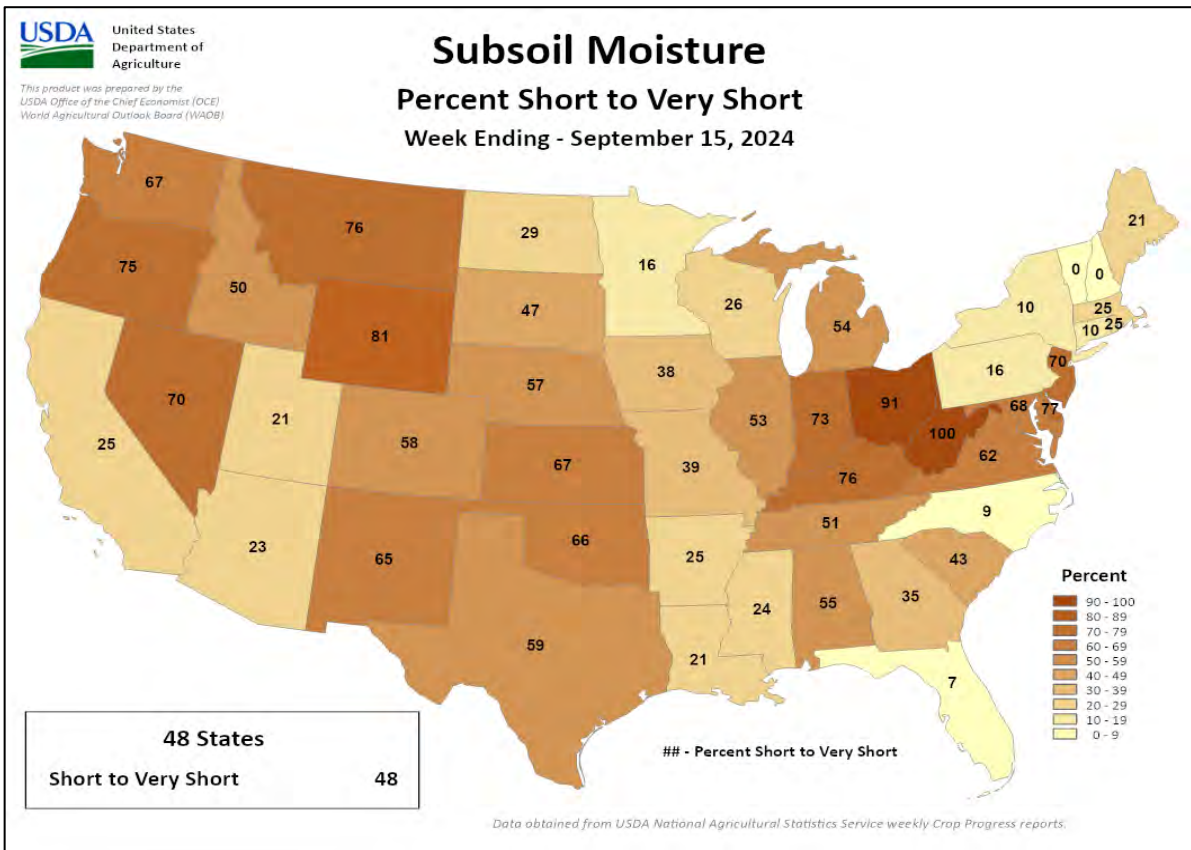 USDA
United States
Department of
Agriculture
This product was prepared by the
USDA Office of the Chief Economist (OCE)
World Agricultural Outlook Board (WAOB)
Subsoil Moisture
Percent Short to Very Short
Week Ending - September 15, 2024
67
76
29
16
21
75
50
47
26
0
0
10
25
10
25
81
54
70
38
16
70
57
91
68
77
21
53
73
100
25
58
62
67
39
76
9
51
23
65
66
25
43
24
55
35
59
21
7
Percent
90 - 100
80 - 89
70 - 79
60 - 69
50 - 59
40 - 49
30 - 39
20 - 29
10 - 19
0 - 9
48 States
Short to Very Short 48
## - Percent Short to Very Short
Data obtained from USDA National Agricultural Statistics Service weekly Crop Progress reports.